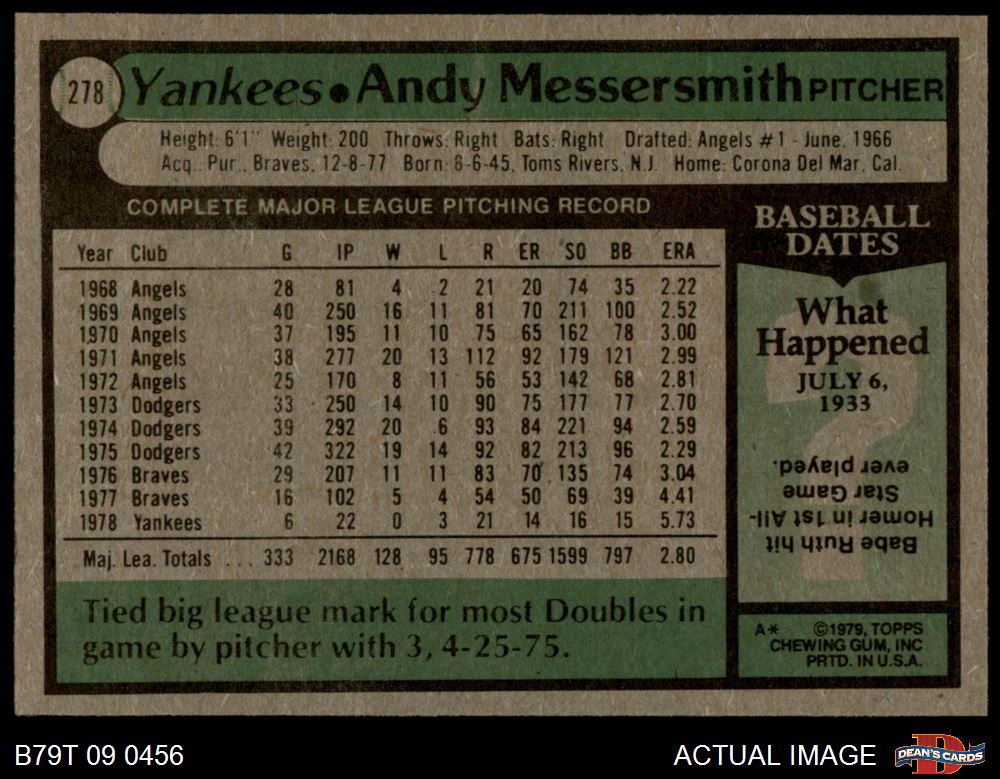 278 Yankees • Andy Messersmith PITCHER
Height: 6'1" Weight: 200 Throws: Right Bats: Right Drafted: Angels #1 - June, 1966
Acq.: Pur., Braves, 12-8-77 Born: 8-6-45, Toms Rivers, N.J. Home: Corona Del Mar, Cal.
COMPLETE MAJOR LEAGUE PITCHING RECORD
Year Club G IP W L R ER SO BB ERA
1968 Angels 28 81 4 2 21 20 74 35 2.22
1969 Angels 40 250 16 11 81 70 211 100 2.52
1970 Angels 37 195 11 10 75 65 162 78 3.00
1971 Angels 38 277 20 13 112 92 179 121 2.99
1972 Angels 25 170 8 11 56 53 142 68 2.81
1973 Dodgers 33 250 14 10 90 75 177 77 2.70
1974 Dodgers 39 292 20 6 93 84 221 94 2.59
1975 Dodgers 42 322 19 14 92 82 213 96 2.29
1976 Braves 29 207 11 11 83 70 135 74 3.04
1977 Braves 16 102 5 4 54 50 69 39 4.41
1978 Yankees 6 22 0 3 21 14 16 15 5.73
Maj. Lea. Totals ... 333 2168 128 95 778 675 1599 797 2.80
Tied big league mark for most Doubles in
game by pitcher with 3, 4-25-75.
BASEBALL
DATES
What
Happened
JULY 6,
1933
?
Babe Ruth hit
Homer in 1st All-
Star Game
ever played.
A* ©1979, TOPPS
CHEWING GUM, INC
PRTD. IN U.S.A.
B79T 09 0456
ACTUAL IMAGE
D
DEAN'S CARDS